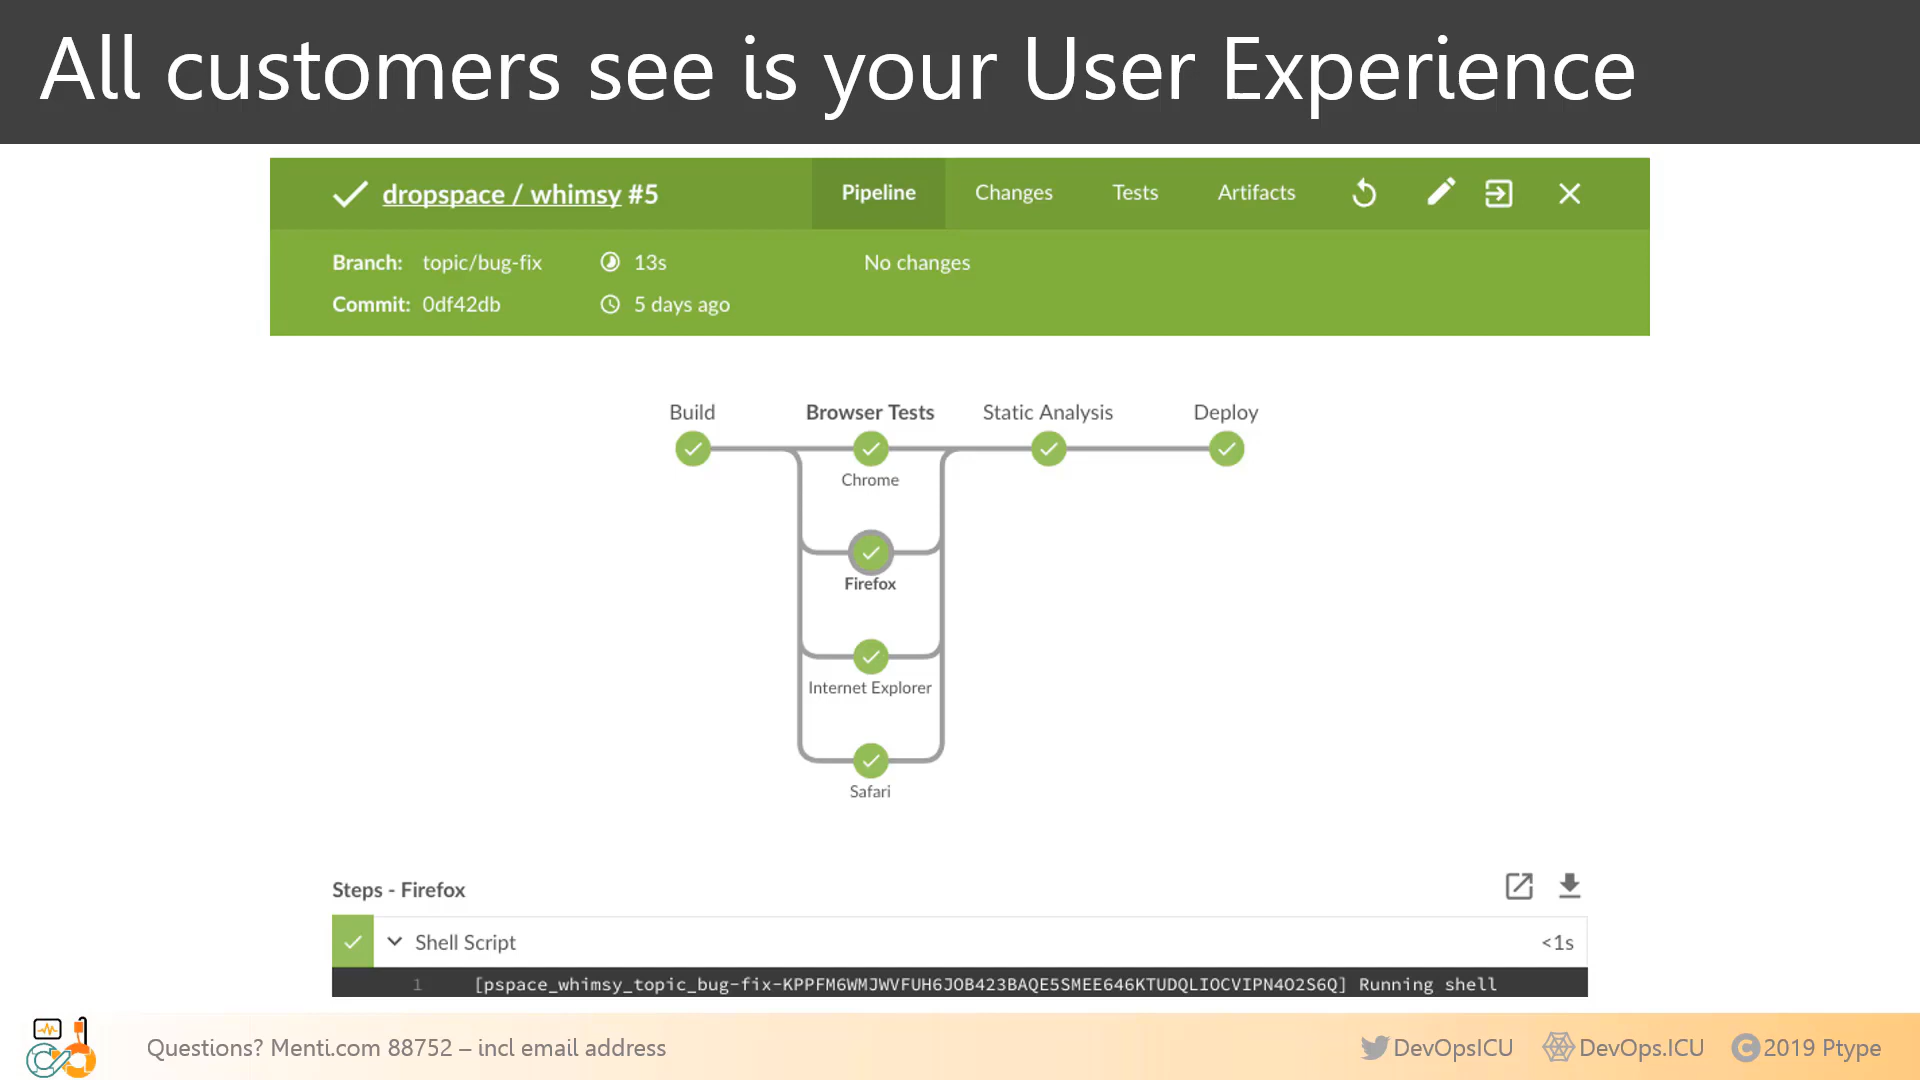 All customers see is your User Experience
dropspace / whimsy #5
Pipeline Changes Tests Artifacts
Branch: topic/bug-fix 13s No changes
Commit: 0df42db 5 days ago
Build Browser Tests Static Analysis Deploy
Chrome
Firefox
Internet Explorer
Safari
Steps - Firefox
Shell Script <1s
1 [pspace_whimsy_topic_bug-fix-KPPFM6WMJWVFUH6JOB423BAQE5SMEE646KTUDQLIOCVIPN4O2S6Q] Running shell
Questions? Menti.com 88752 – incl email address DevOpsICU DevOps.ICU © 2019 Ptype